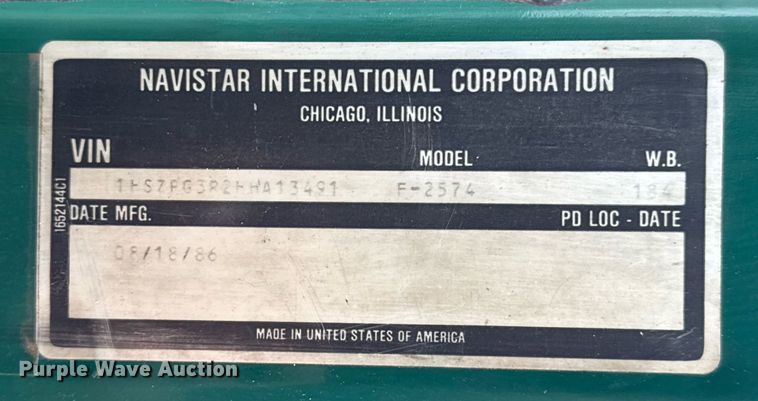 NAVISTAR INTERNATIONAL CORPORATION
CHICAGO, ILLINOIS
VIN MODEL W.B.
1HSZPG3R2HHA13491 F-2574 184
1652144C1
DATE MFG. PD LOC - DATE
08/18/86
MADE IN UNITED STATES OF AMERICA
Purple Wave Auction